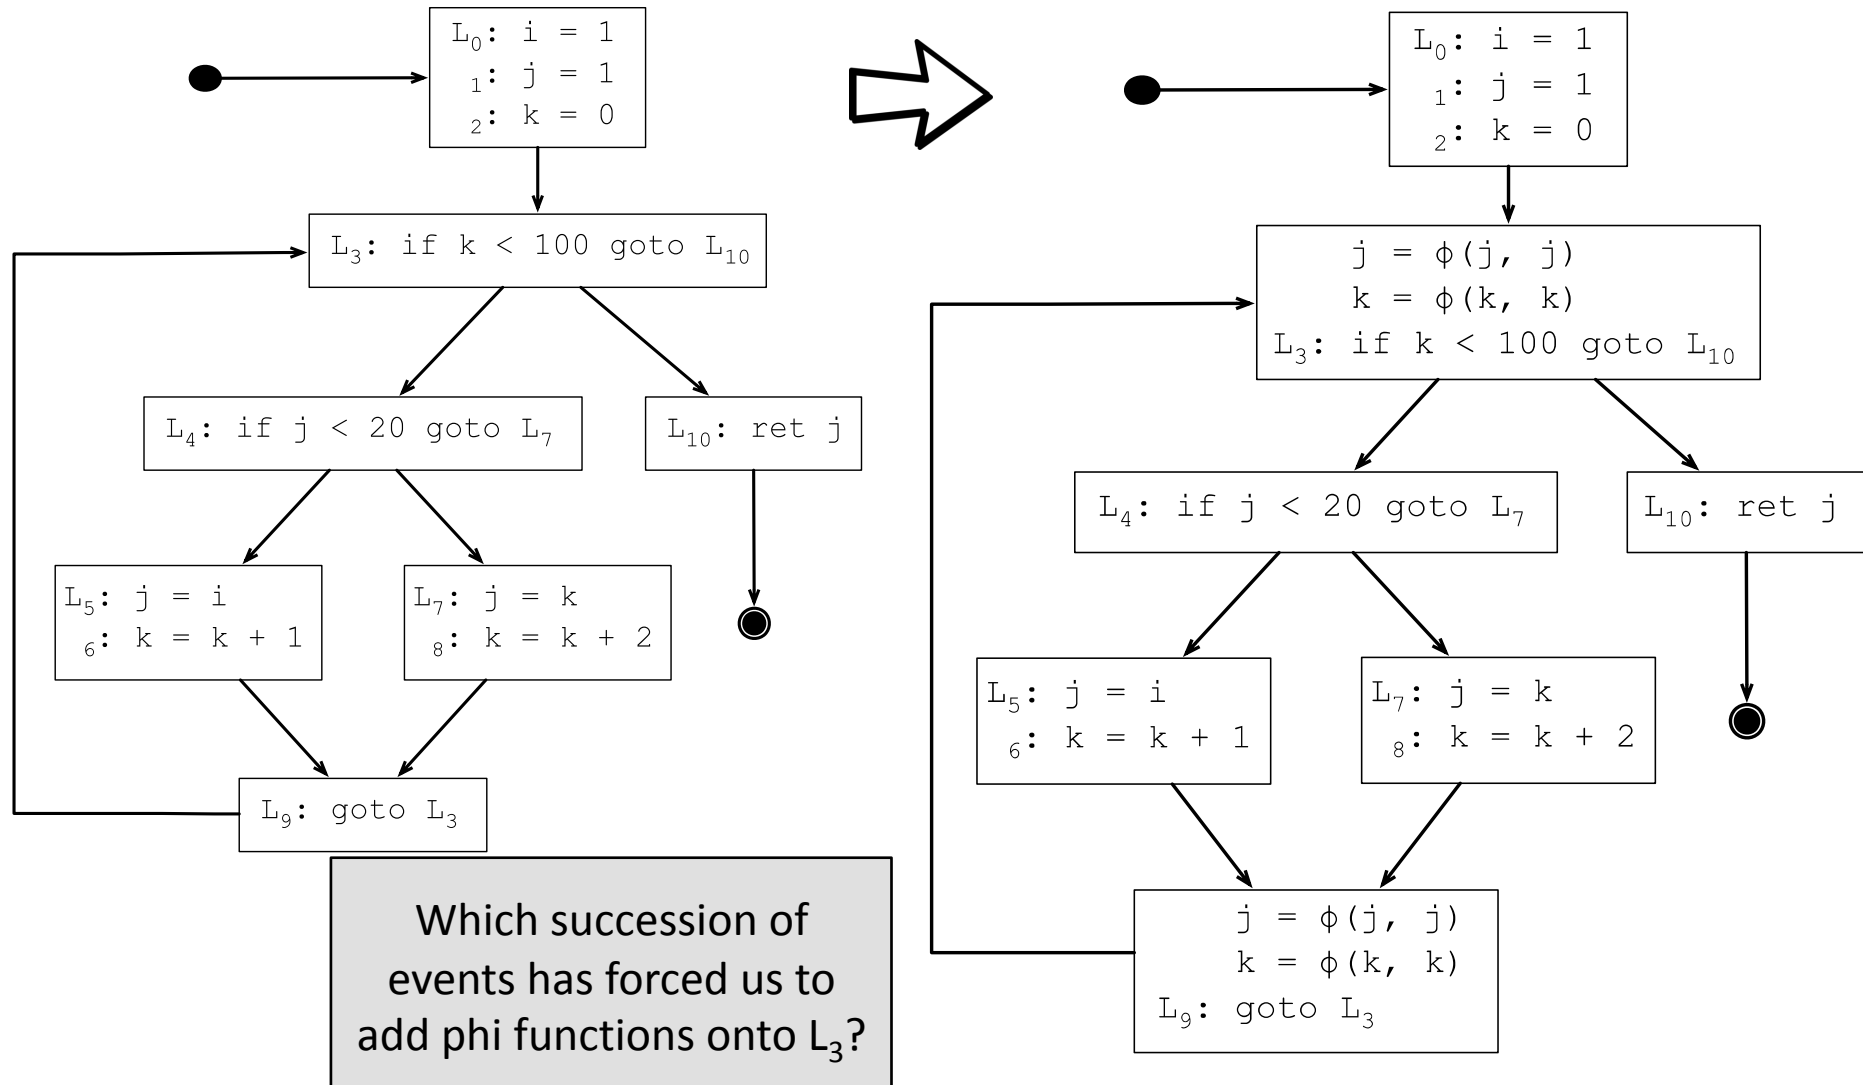 L₀: i = 1
₁: j = 1
₂: k = 0
L₃: if k < 100 goto L₁₀
L₄: if j < 20 goto L₇
L₁₀: ret j
L₅: j = i
₆: k = k + 1
L₇: j = k
₈: k = k + 2
L₉: goto L₃
Which succession of
events has forced us to
add phi functions onto L₃?
L₀: i = 1
₁: j = 1
₂: k = 0
j = ϕ(j, j)
k = ϕ(k, k)
L₃: if k < 100 goto L₁₀
L₄: if j < 20 goto L₇
L₁₀: ret j
L₅: j = i
₆: k = k + 1
L₇: j = k
₈: k = k + 2
j = ϕ(j, j)
k = ϕ(k, k)
L₉: goto L₃